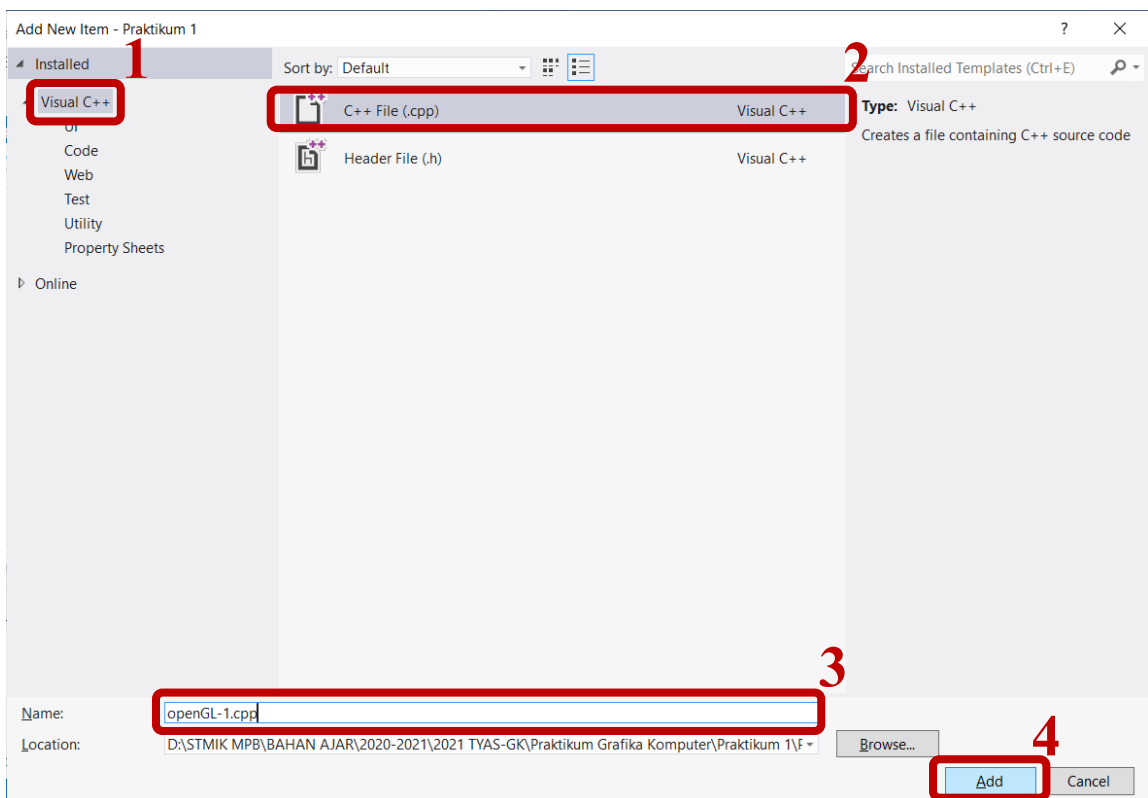 Add New Item - Praktikum 1
?
1
Installed
Visual C++
UI
Code
Web
Test
Utility
Property Sheets
Online
Sort by: Default
2
C++ File (.cpp) Visual C++
Header File (.h) Visual C++
Search Installed Templates (Ctrl+E)
Type: Visual C++
Creates a file containing C++ source code
3
Name: openGL-1.cpp
Location: D:\STMIK MPB\BAHAN AJAR\2020-2021\2021 TYAS-GK\Praktikum Grafika Komputer\Praktikum 1\
Browse...
4
Add Cancel